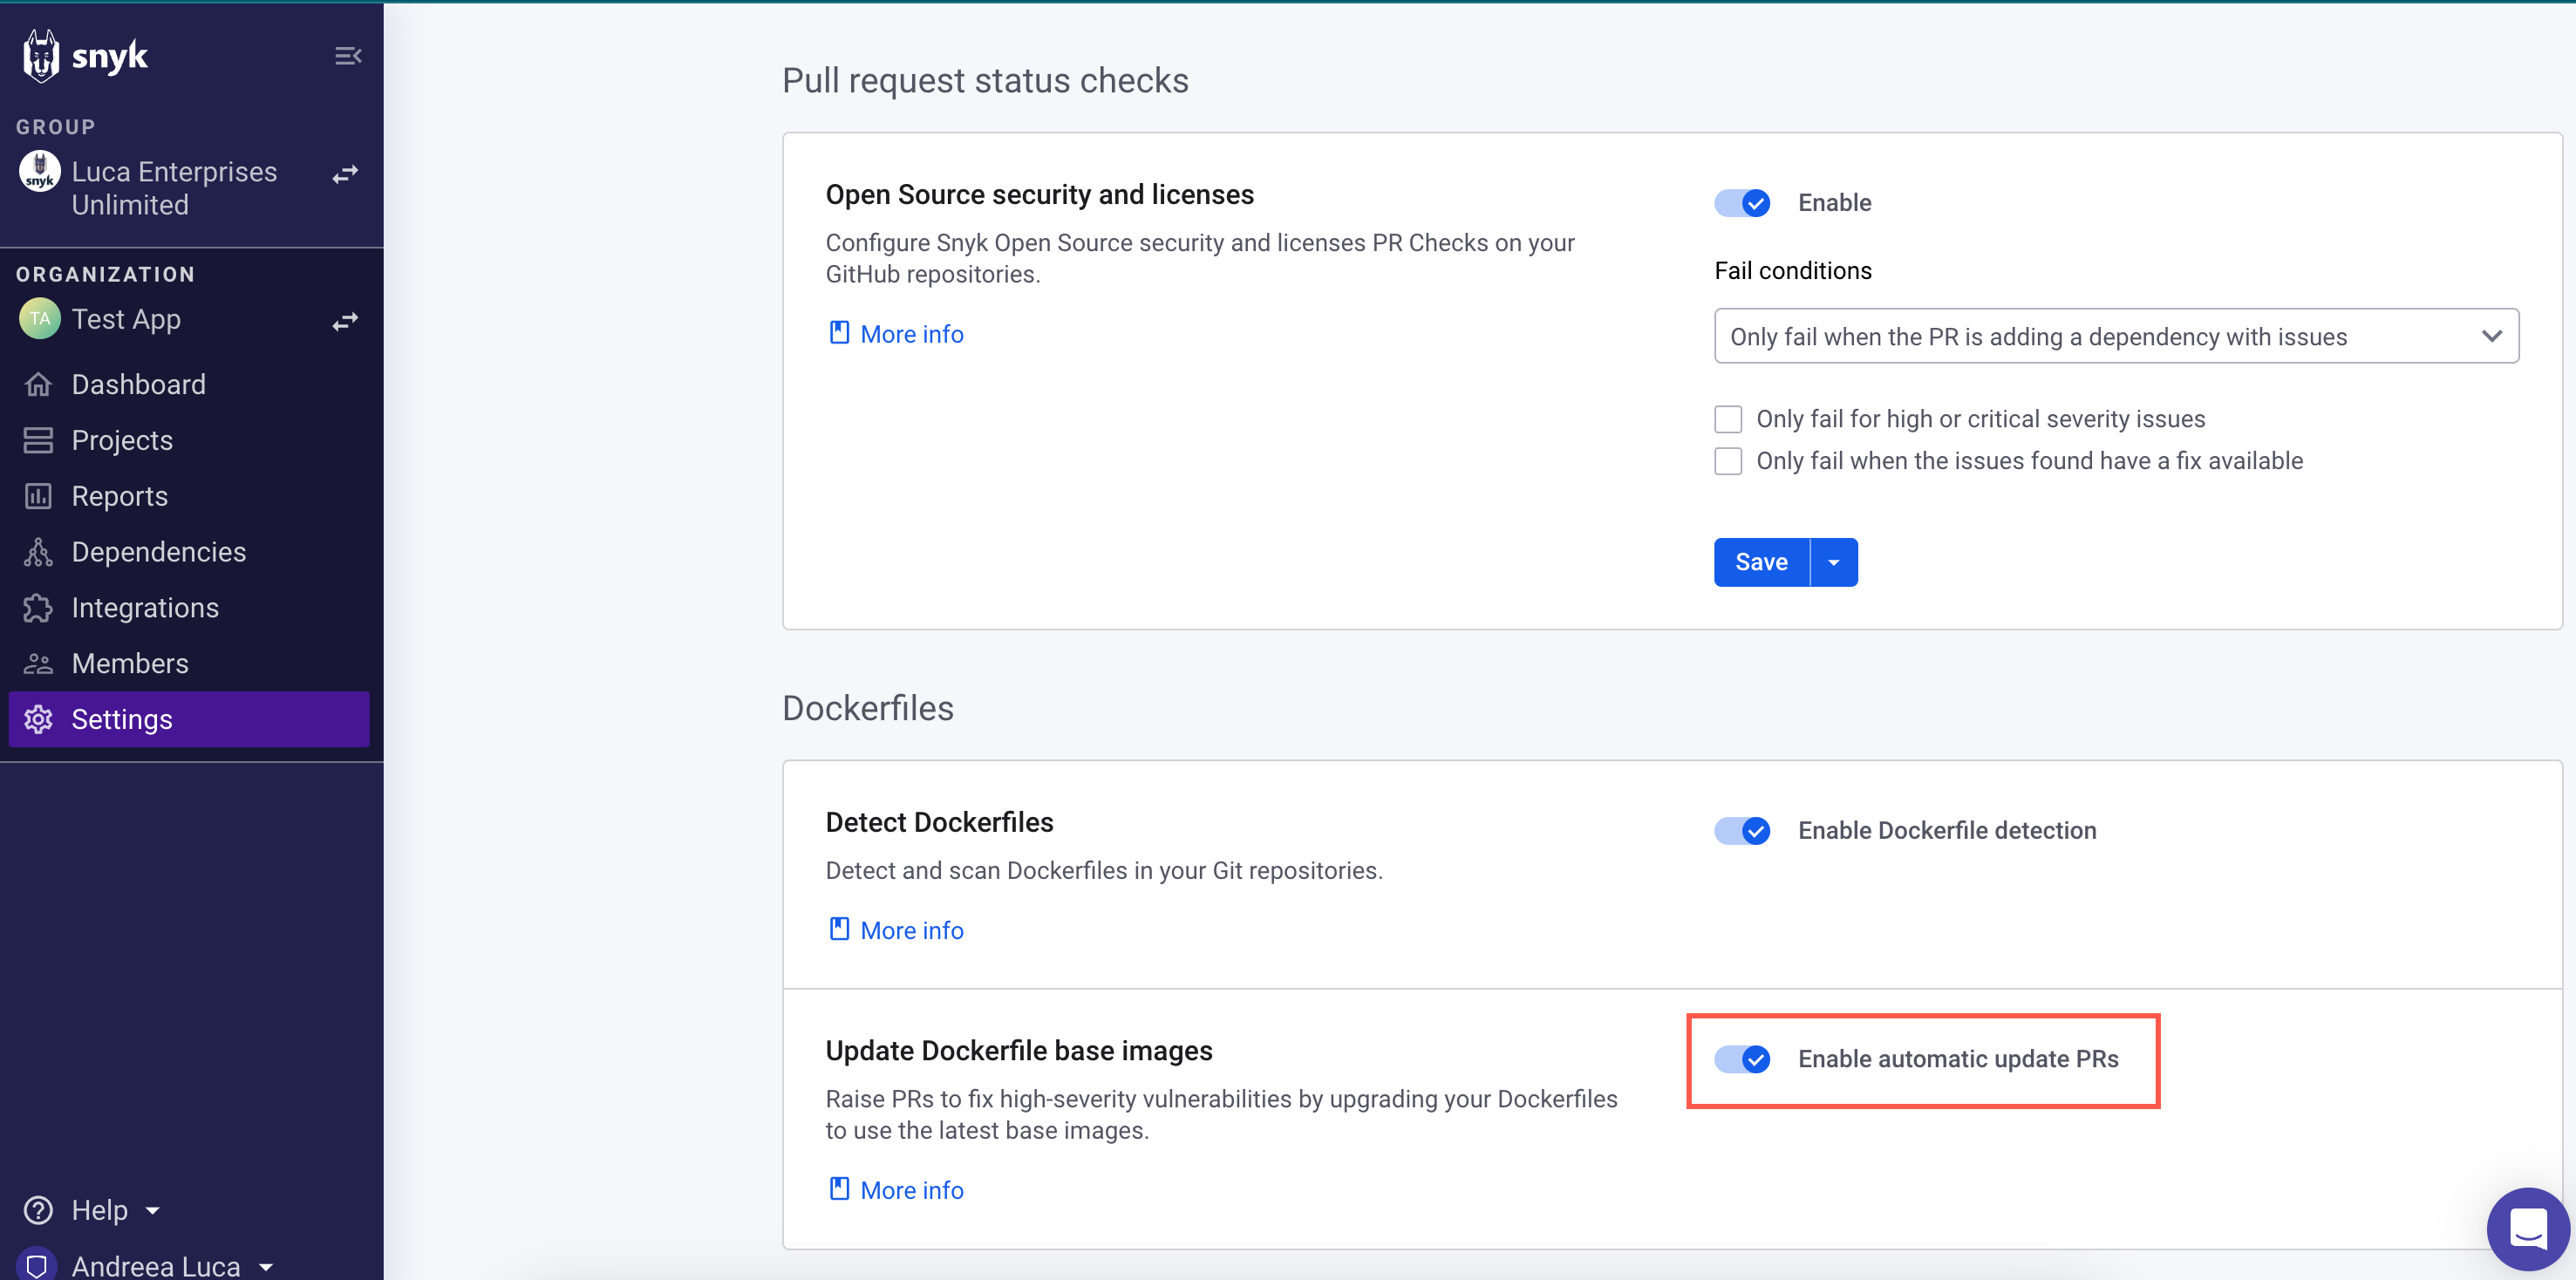 snyk
GROUP
snyk
Luca Enterprises
Unlimited
ORGANIZATION
TA
Test App
Dashboard
Projects
Reports
Dependencies
Integrations
Members
Settings
Help
Andreea Luca
Pull request status checks
Open Source security and licenses
Configure Snyk Open Source security and licenses PR Checks on your
GitHub repositories.
More info
Enable
Fail conditions
Only fail when the PR is adding a dependency with issues
Only fail for high or critical severity issues
Only fail when the issues found have a fix available
Save
Dockerfiles
Detect Dockerfiles
Detect and scan Dockerfiles in your Git repositories.
More info
Enable Dockerfile detection
Update Dockerfile base images
Raise PRs to fix high-severity vulnerabilities by upgrading your Dockerfiles
to use the latest base images.
More info
Enable automatic update PRs